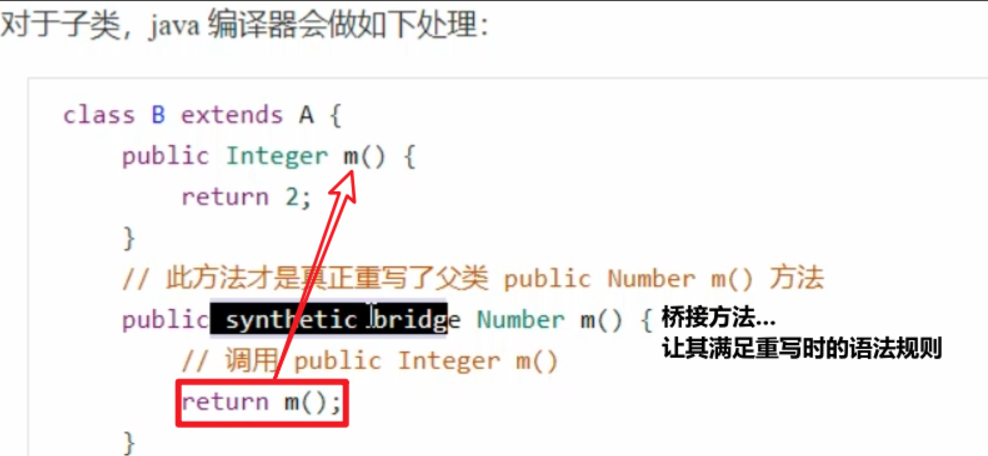 对于子类，java 编译器会做如下处理：
class B extends A {
public Integer m() {
return 2;
}
// 此方法才是真正重写了父类 public Number m() 方法
public synthetic bridge Number m() { 桥接方法...
让其满足重写时的语法规则
// 调用 public Integer m()
return m();
}